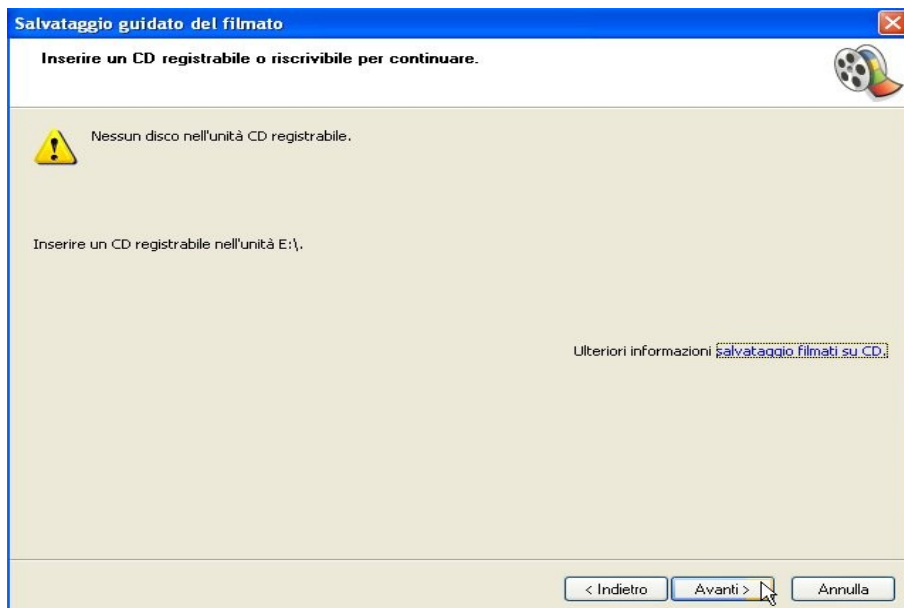 Salvataggio guidato del filmato
Inserire un CD registrabile o riscrivibile per continuare.
Nessun disco nell'unità CD registrabile.
Inserire un CD registrabile nell'unità E:\.
Ulteriori informazioni salvataggio filmati su CD.
< Indietro
Avanti >
Annulla